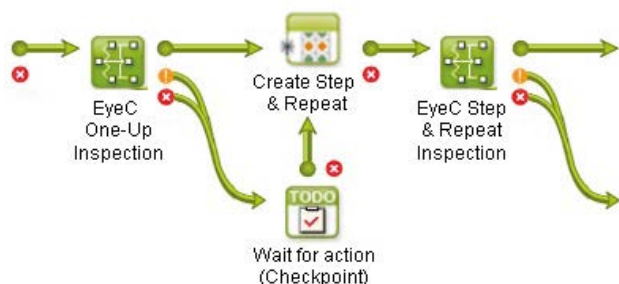 EyeC
One-Up
Inspection
Create Step
& Repeat
EyeC Step
& Repeat
Inspection
TODO
Wait for action
(Checkpoint)